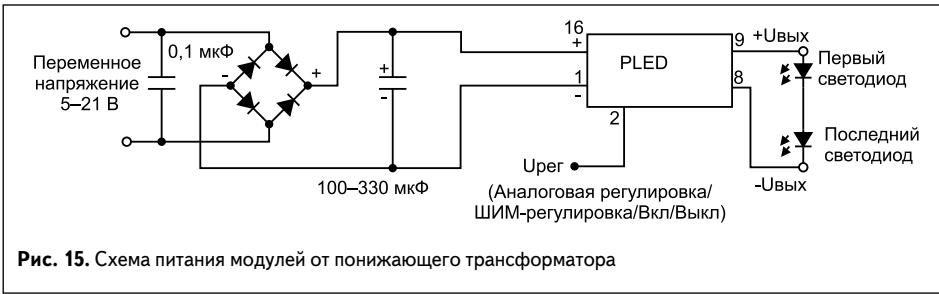 16
9
+Uвых
0,1 мкФ
+
Переменное
напряжение
5–21 В
-
+
+
-
PLED
1
-
8
2
Первый
светодиод
Последний
светодиод
Uрег
-Uвых
100–330 мкФ
(Аналоговая регулировка/
ШИМ-регулировка/Вкл/Выкл)
Рис. 15. Схема питания модулей от понижающего трансформатора